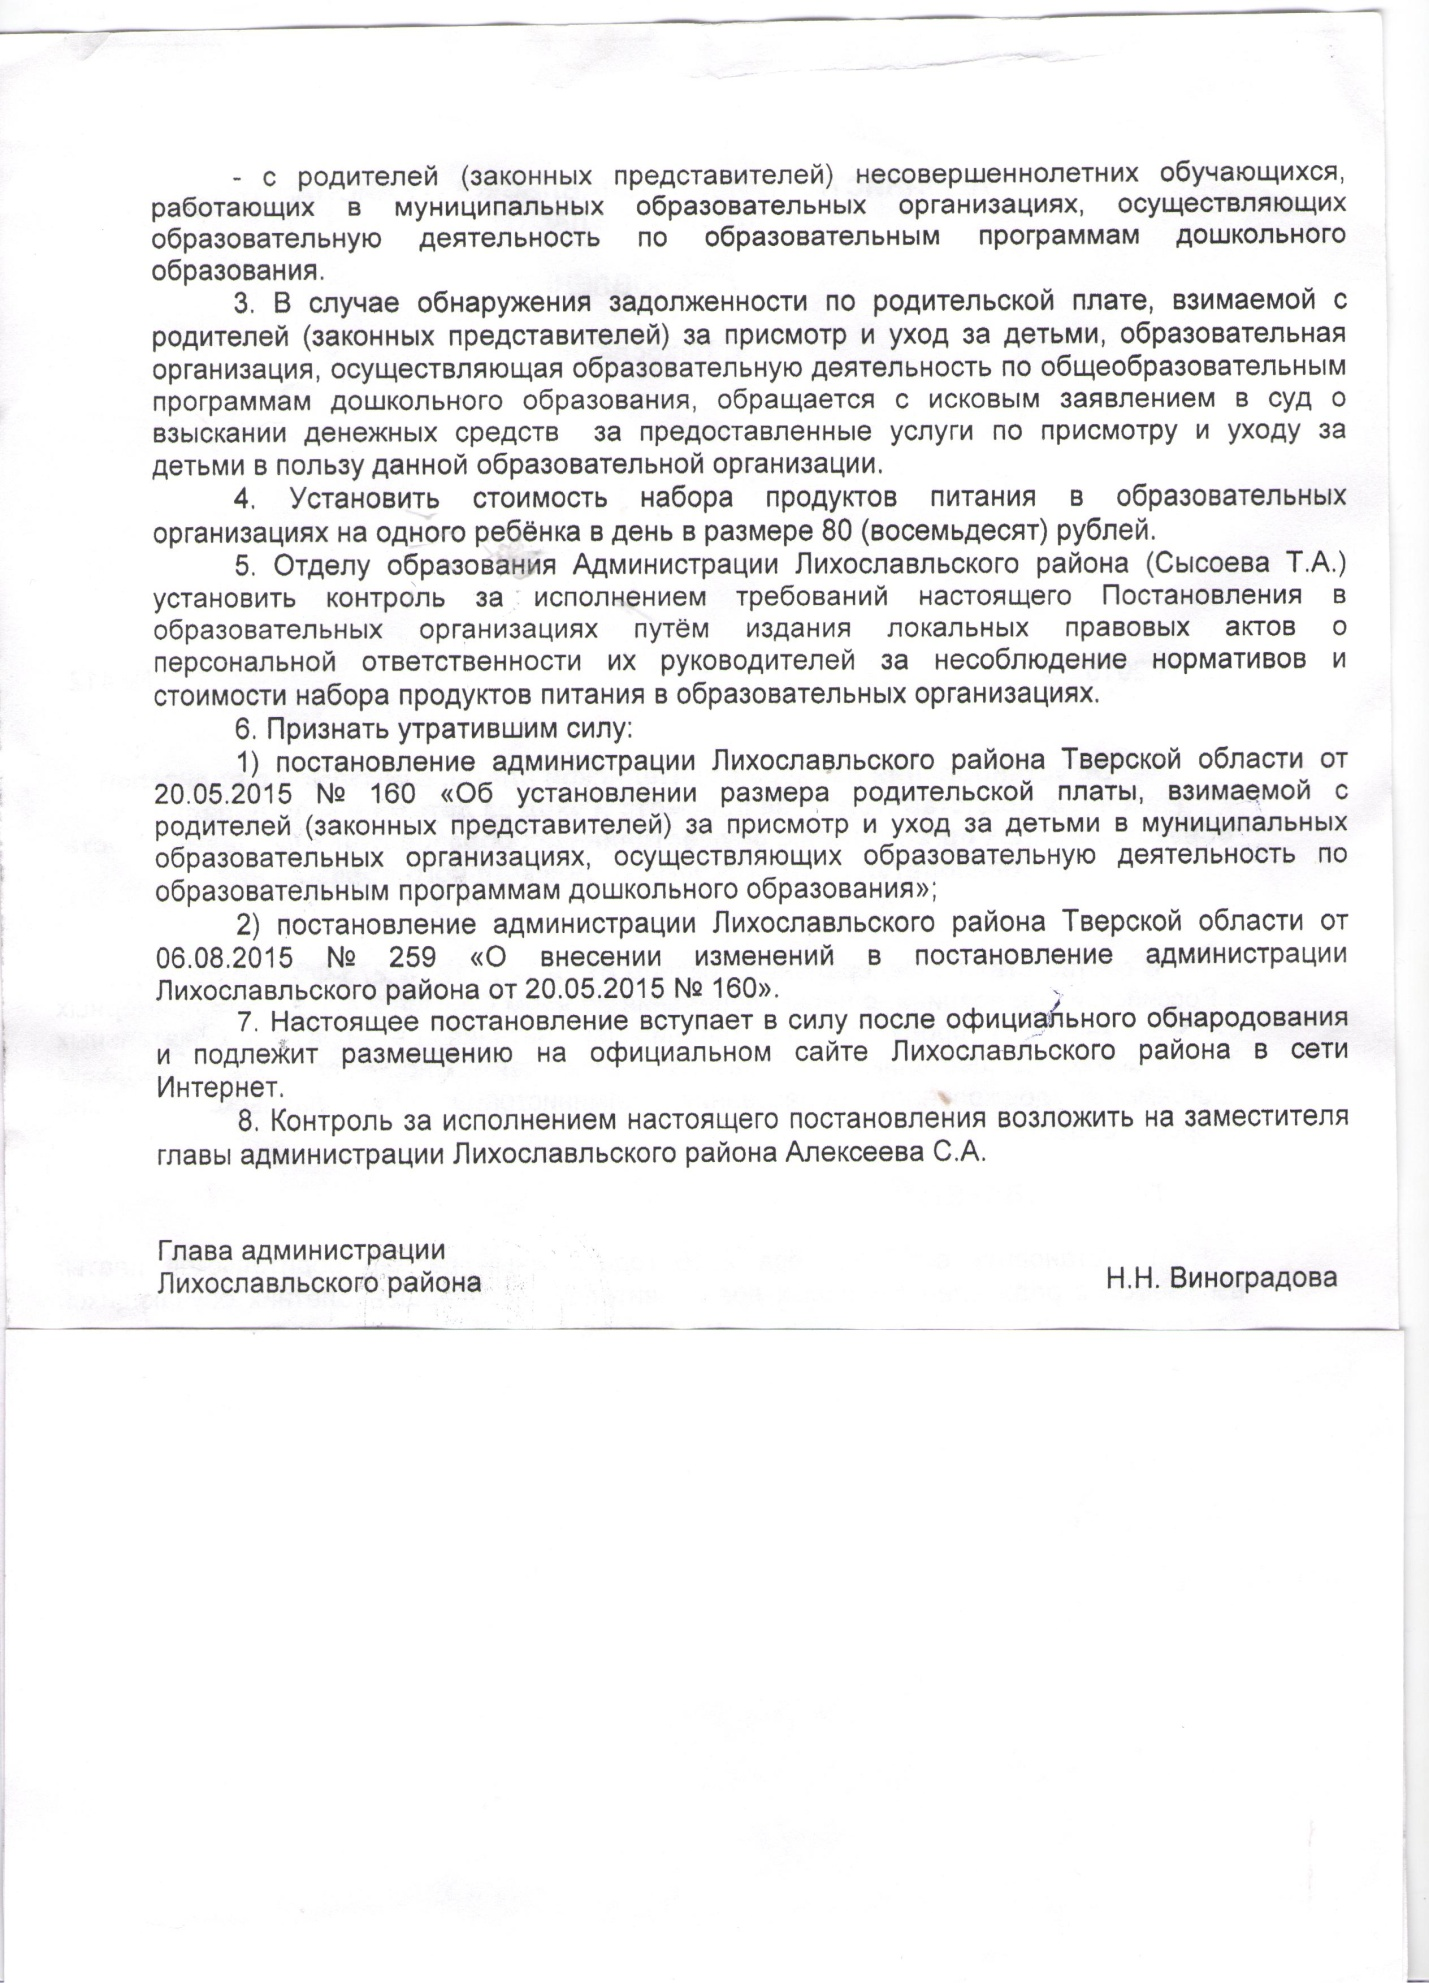 - с родителей (законных представителей) несовершеннолетних обучающихся,
работающих в муниципальных образовательных организациях, осуществляющих
образовательную деятельность по образовательным программам дошкольного
образования.
3. В случае обнаружения задолженности по родительской плате, взимаемой с
родителей (законных представителей) за присмотр и уход за детьми, образовательная
организация, осуществляющая образовательную деятельность по общеобразовательным
программам дошкольного образования, обращается с исковым заявлением в суд о
взыскании денежных средств за предоставленные услуги по присмотру и уходу за
детьми в пользу данной образовательной организации.
4. Установить стоимость набора продуктов питания в образовательных
организациях на одного ребёнка в день в размере 80 (восемьдесят) рублей.
5. Отделу образования Администрации Лихославльского района (Сысоева Т.А.)
установить контроль за исполнением требований настоящего Постановления в
образовательных организациях путём издания локальных правовых актов о
персональной ответственности их руководителей за несоблюдение нормативов и
стоимости набора продуктов питания в образовательных организациях.
6. Признать утратившим силу:
1) постановление администрации Лихославльского района Тверской области от
20.05.2015 № 160 «Об установлении размера родительской платы, взимаемой с
родителей (законных представителей) за присмотр и уход за детьми в муниципальных
образовательных организациях, осуществляющих образовательную деятельность по
образовательным программам дошкольного образования»;
2) постановление администрации Лихославльского района Тверской области от
06.08.2015 № 259 «О внесении изменений в постановление администрации
Лихославльского района от 20.05.2015 № 160».
7. Настоящее постановление вступает в силу после официального обнародования
и подлежит размещению на официальном сайте Лихославльского района в сети
Интернет.
8. Контроль за исполнением настоящего постановления возложить на заместителя
главы администрации Лихославльского района Алексеева С.А.
Глава администрации
Лихославльского района Н.Н. Виноградова